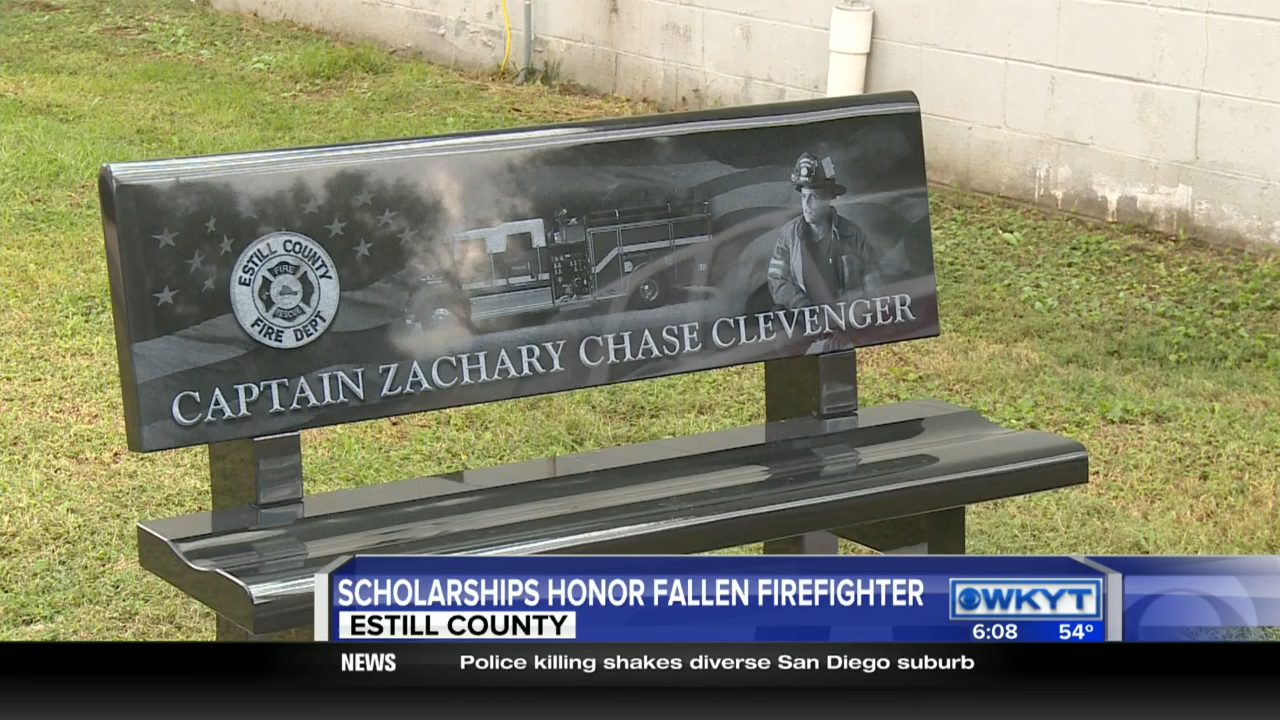 ESTILL COUNTY
FIRE
RESCUE
FIRE DEPT
CAPTAIN ZACHARY CHASE CLEVENGER
SCHOLARSHIPS HONOR FALLEN FIREFIGHTER
WKYT
ESTILL COUNTY
6:08 54°
NEWS Police killing shakes diverse San Diego suburb